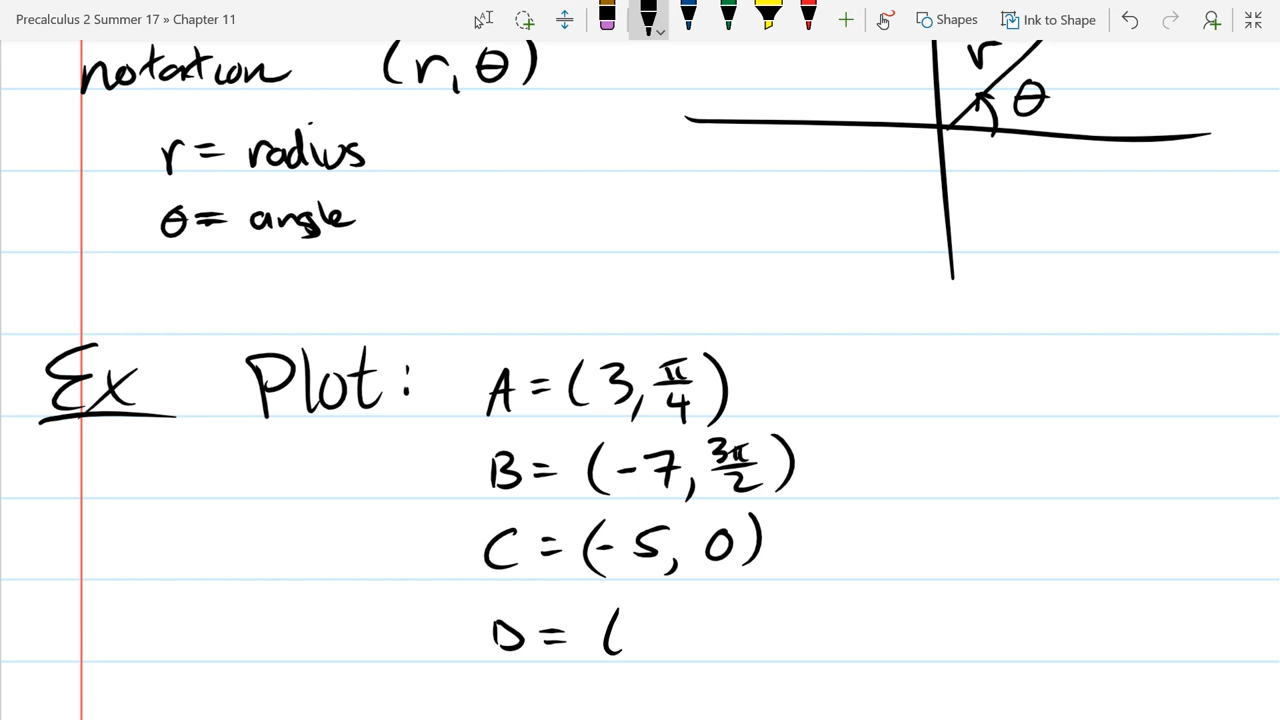 Precalculus 2 Summer 17 » Chapter 11
Shapes
Ink to Shape
notation (r, θ)
r
θ
r = radius
θ = angle
Ex Plot: A = (3, π/4)
B = (-7, 3π/2)
C = (-5, 0)
D = (